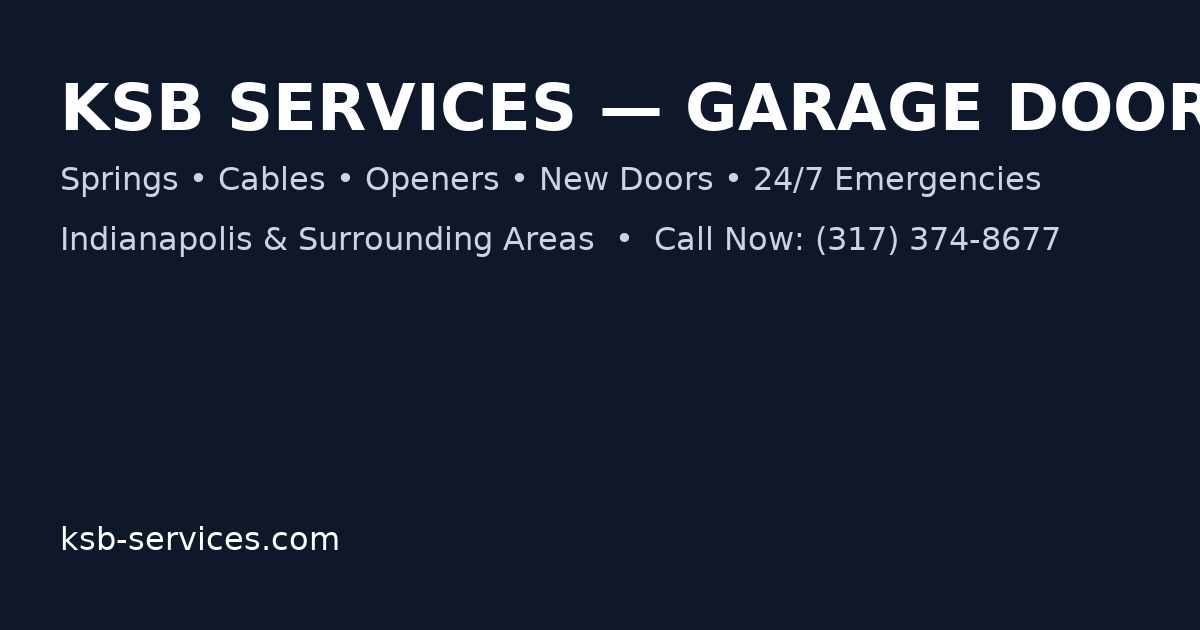 KSB SERVICES — GARAGE DOOR
Springs • Cables • Openers • New Doors • 24/7 Emergencies
Indianapolis & Surrounding Areas • Call Now: (317) 374-8677
ksb-services.com